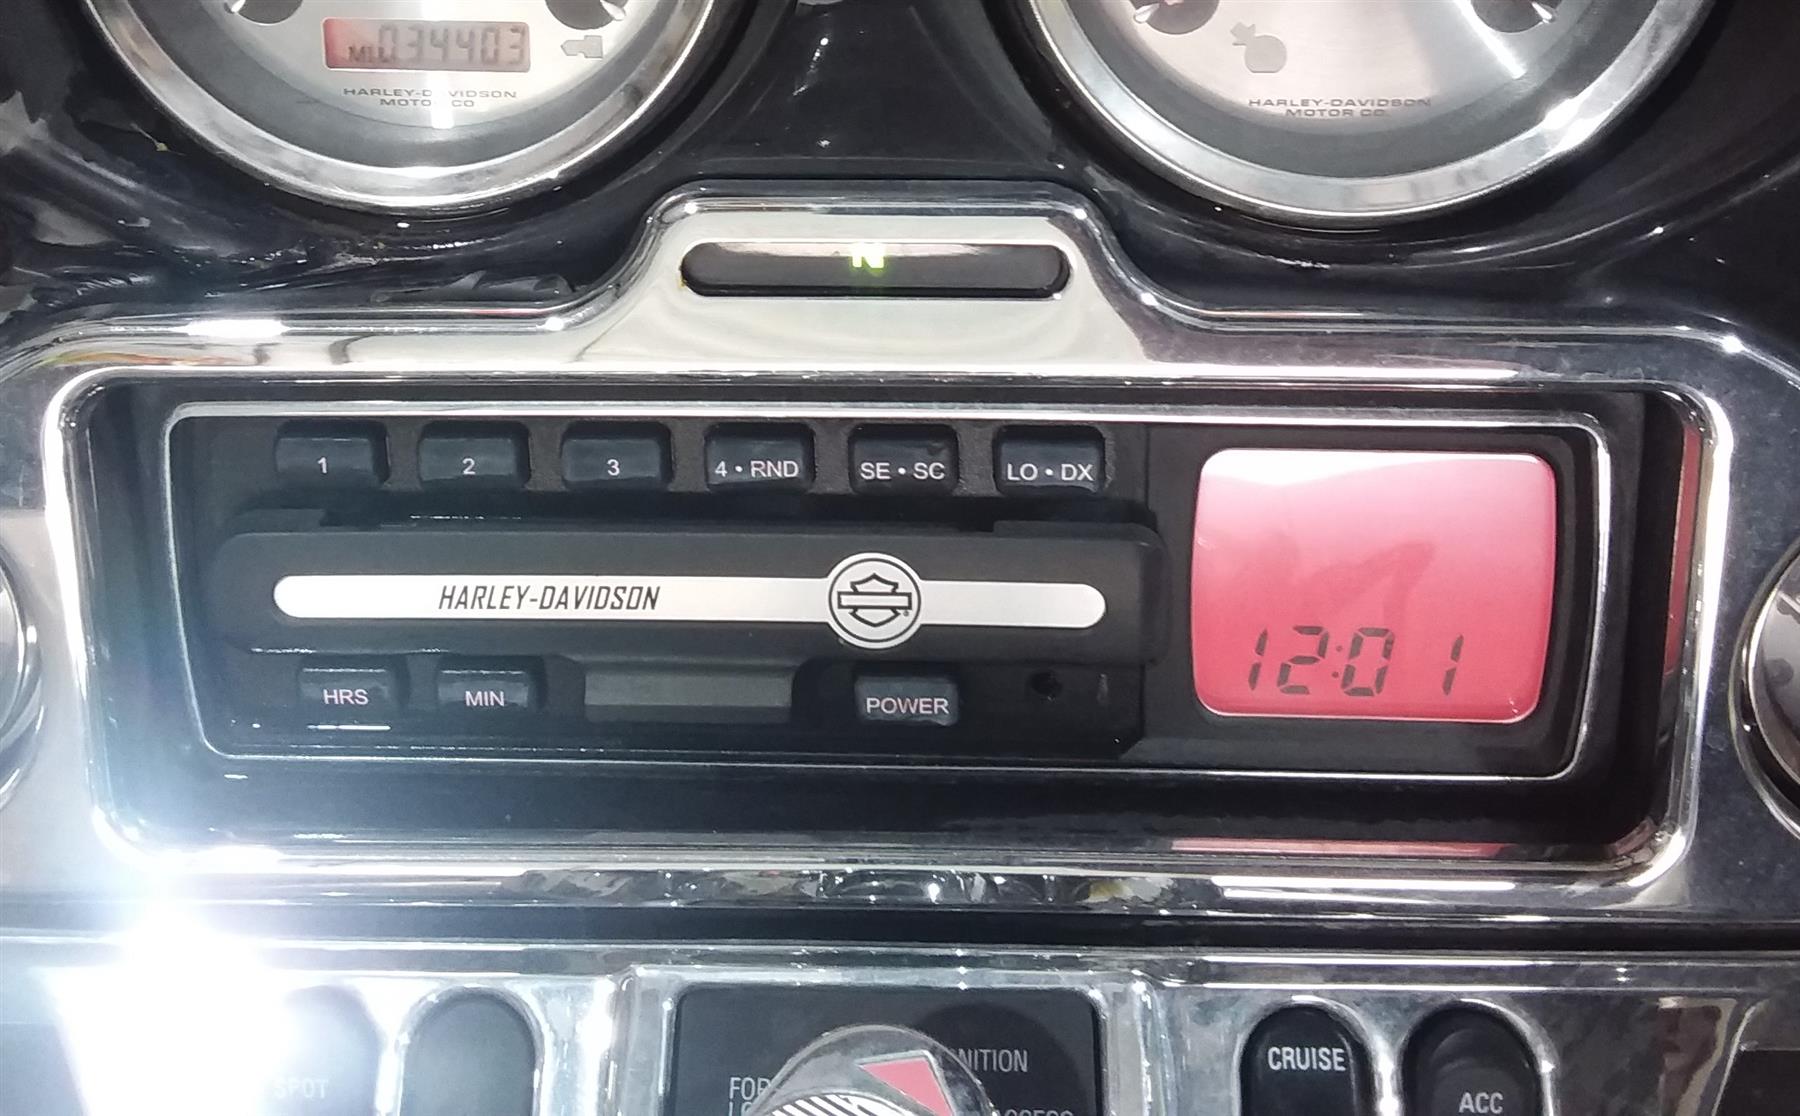 MI 034403
HARLEY-DAVIDSON
MOTOR CO
HARLEY-DAVIDSON
MOTOR CO.
N
1
2
3
4 • RND
SE • SC
LO • DX
HARLEY-DAVIDSON
HRS
MIN
POWER
12:01
SPOT
CRUISE
ACC